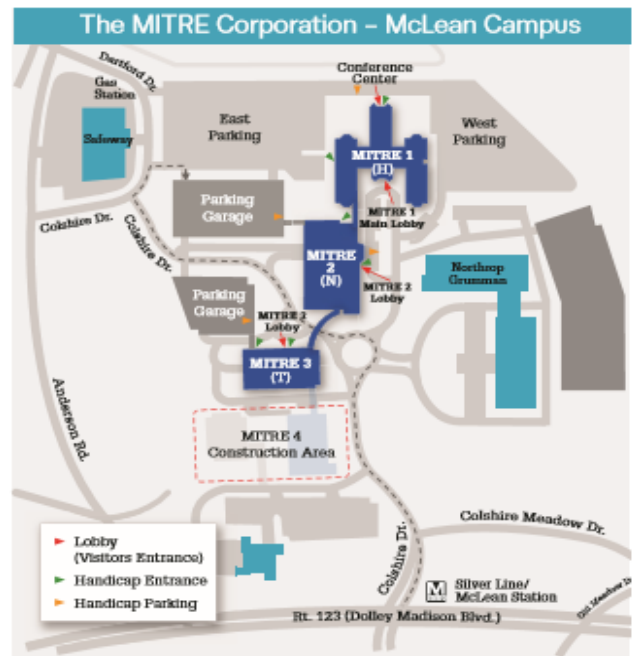 The MITRE Corporation – McLean Campus
Dartford Dr.
Gas
Station
Safeway
East
Parking
Conference
Center
West
Parking
MITRE 1
(H)
MITRE 1
Main Lobby
Parking
Garage
Colshire Dr.
Colshire Dr.
MITRE
2
(N)
MITRE 2
Lobby
Northrop
Grumman
Parking
Garage
MITRE 3
Lobby
MITRE 3
(T)
MITRE 4
Construction Area
Anderson Rd.
Colshire Meadow Dr.
Colshire Dr.
Lobby
(Visitors Entrance)
Handicap Entrance
Handicap Parking
M
Silver Line/
McLean Station
Old Meadow
Rt. 123 (Dolley Madison Blvd.)